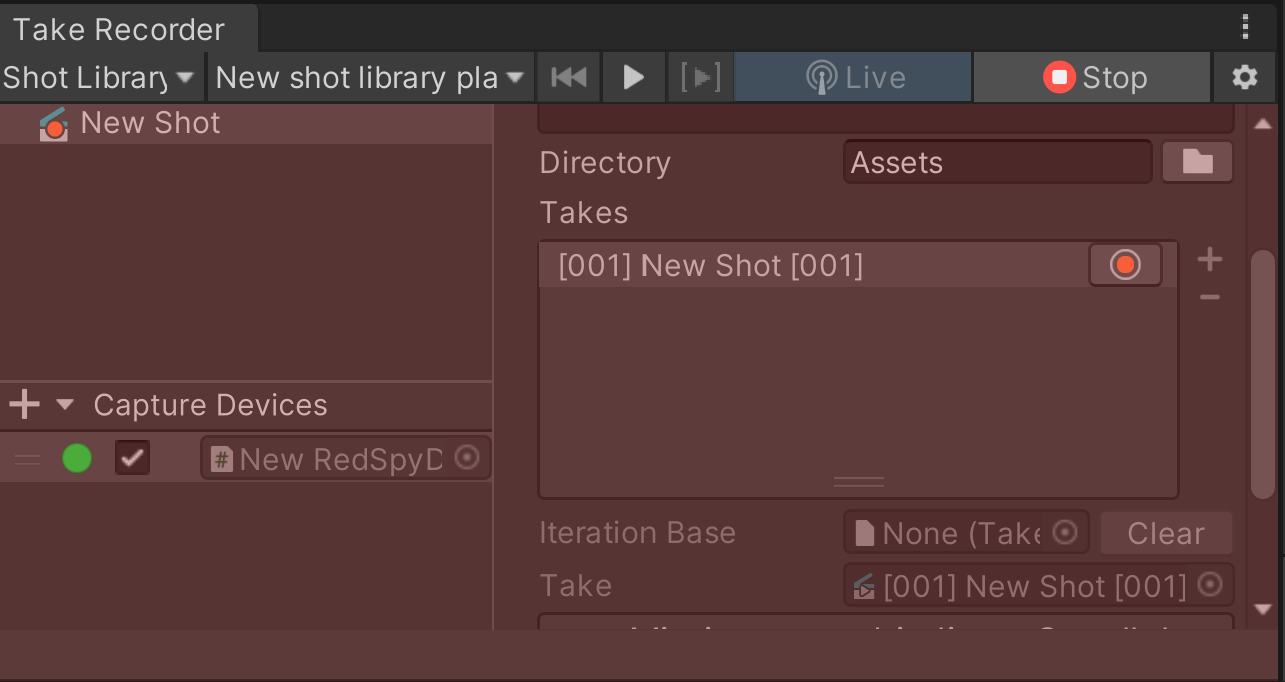 Take Recorder
Shot Library New shot library pla Live Stop
New Shot
Directory Assets
Takes
[001] New Shot [001]
Capture Devices
# New RedSpyD
Iteration Base None (Take Clear
Take [001] New Shot [001]